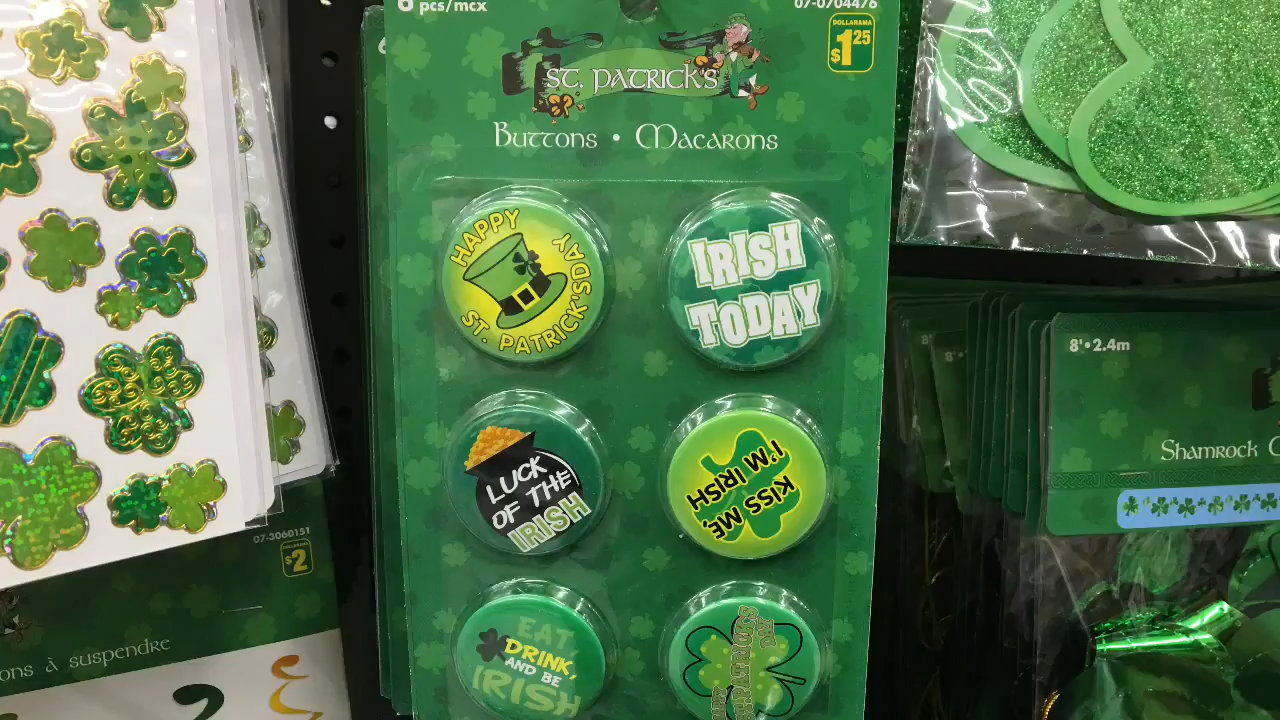 6 pcs/mcx
07-0704476
DOLLARAMA
$1 25
ST. PATRICK'S
Buttons • Macarons
HAPPY
ST. PATRICK'S DAY
IRISH
TODAY
LUCK
OF THE
IRISH
KISS ME,
I'M IRISH
EAT
DRINK,
AND BE
IRISH
07-3060151
DOLLARAMA
$2
ons à suspendre
8'•2.4m
8'•
Shamrock